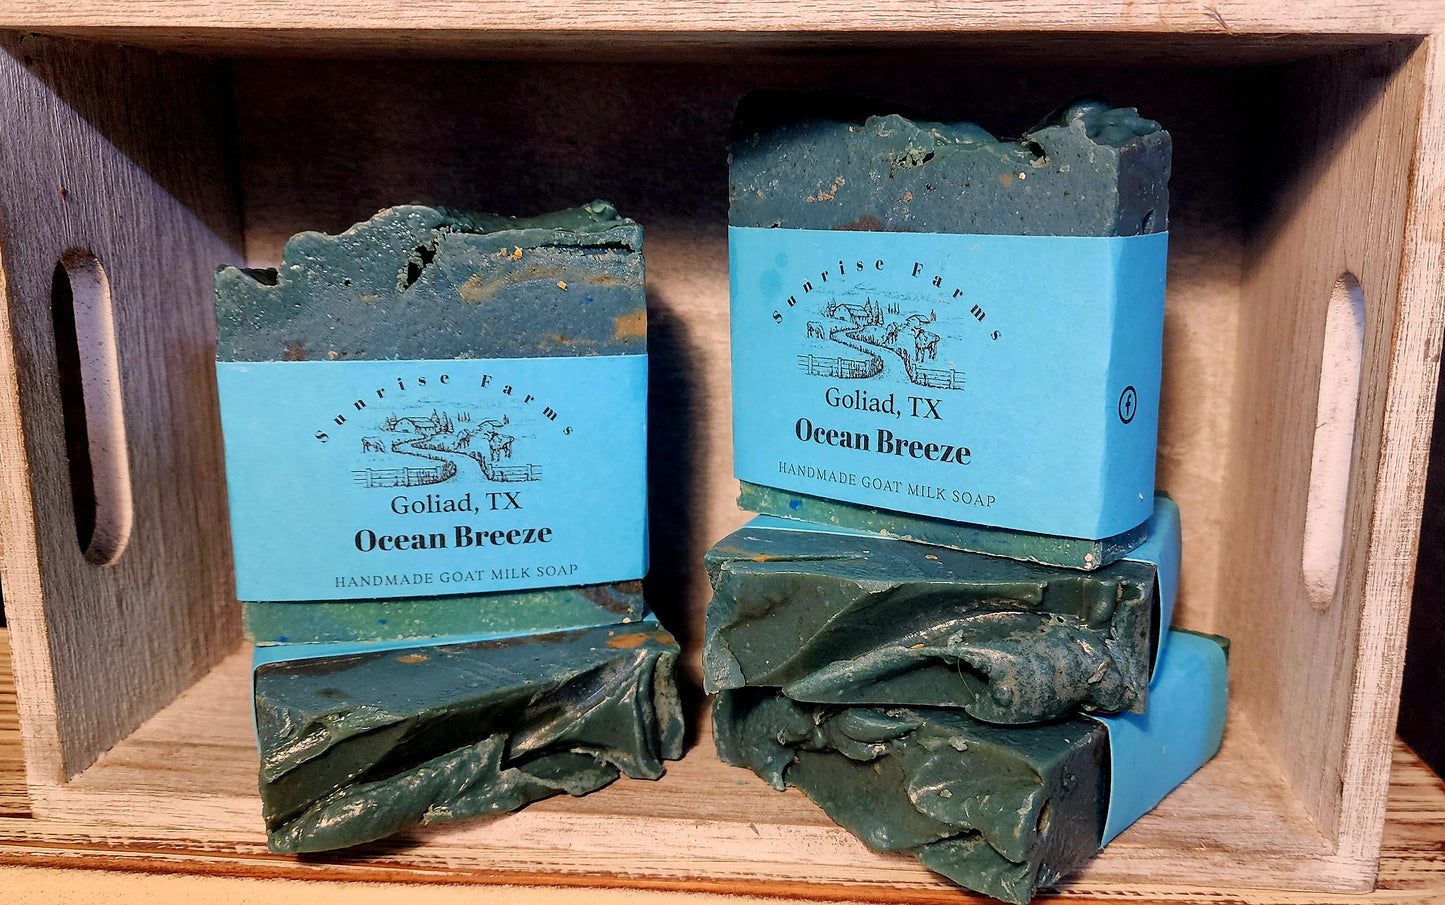 Sunrise Farms
Goliad, TX
Ocean Breeze
HANDMADE GOAT MILK SOAP
Sunrise Farms
Goliad, TX
Ocean Breeze
HANDMADE GOAT MILK SOAP